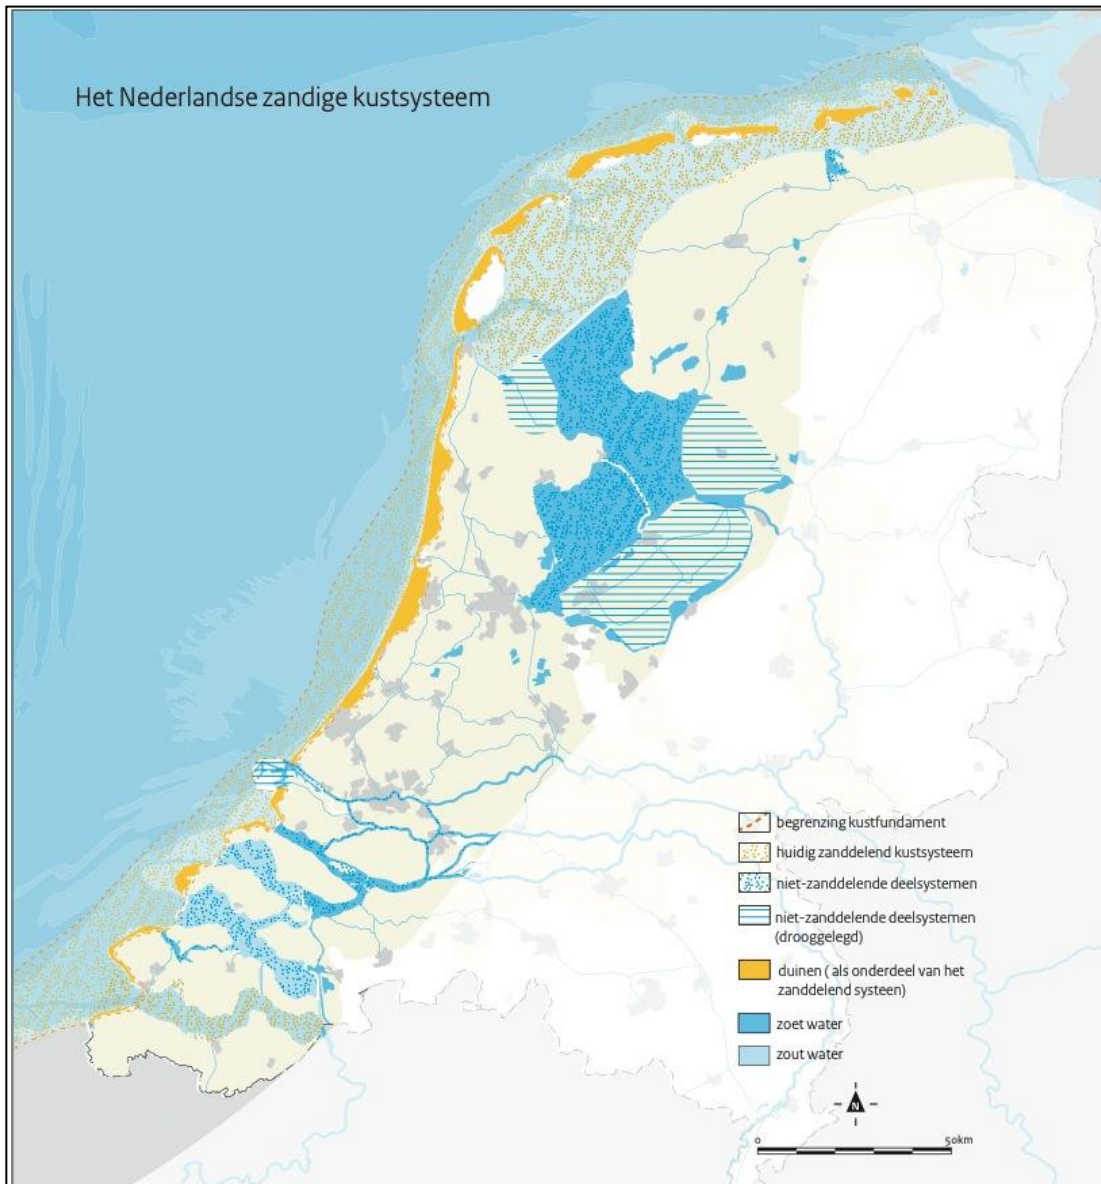 Het Nederlandse zandige kustsysteem
begrenzing kustfundament
huidig zanddelend kustsysteem
niet-zanddelende deelsystemen
niet-zanddelende deelsystemen
(drooggelegd)
duinen ( als onderdeel van het
zanddelend systeen)
zoet water
zout water
N
0 50km